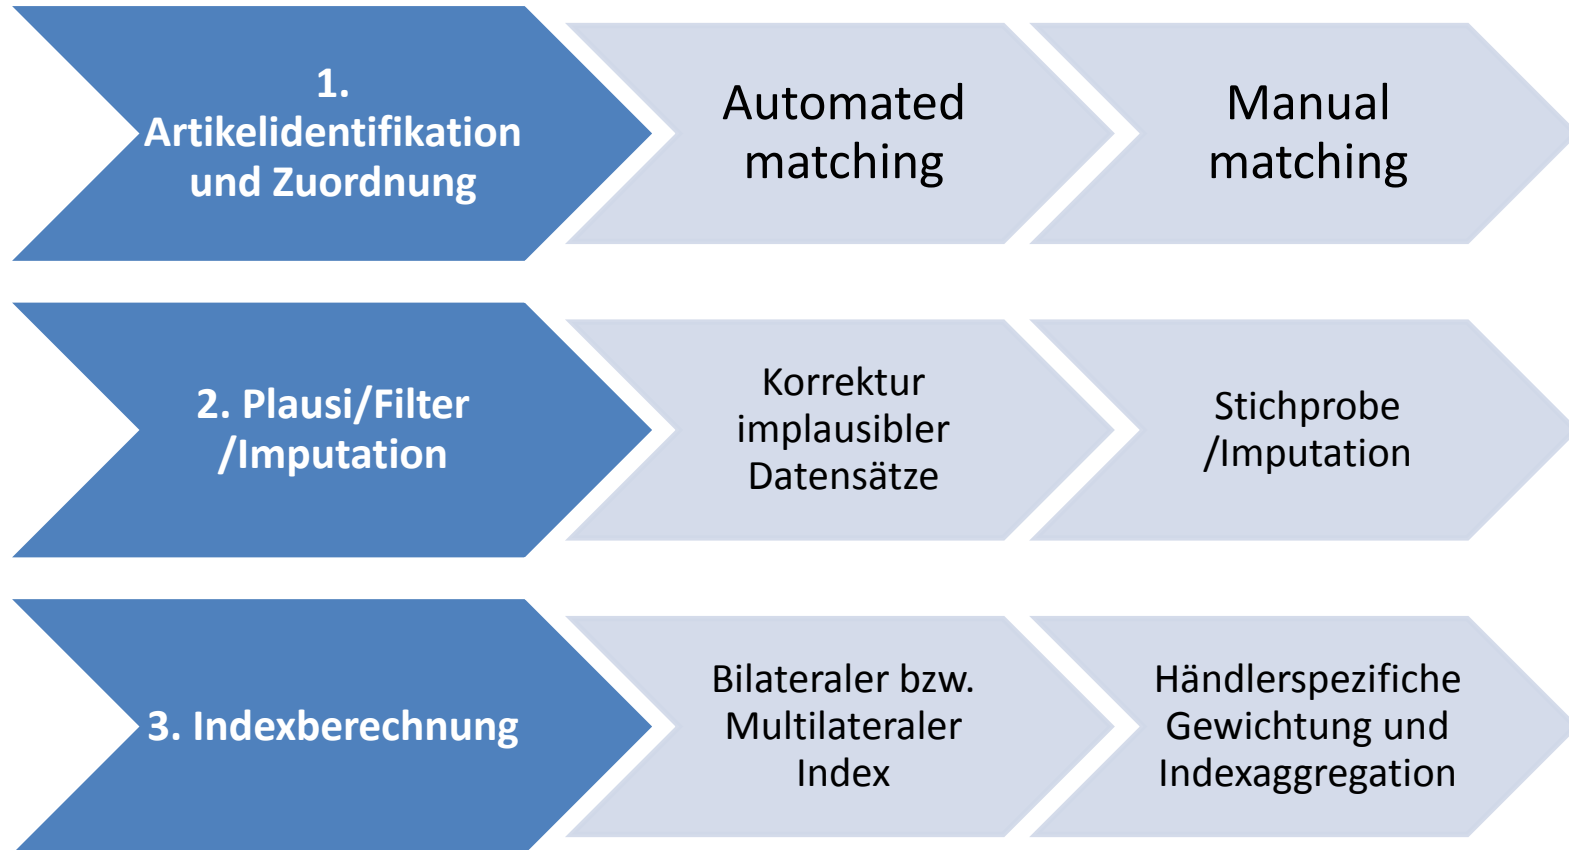 1.
Artikelidentifikation
und Zuordnung
Automated
matching
Manual
matching
2. Plausi/Filter
/Imputation
Korrektur
implausibler
Datensätze
Stichprobe
/Imputation
3. Indexberechnung
Bilateraler bzw.
Multilateraler
Index
Händlerspezifiche
Gewichtung und
Indexaggregation